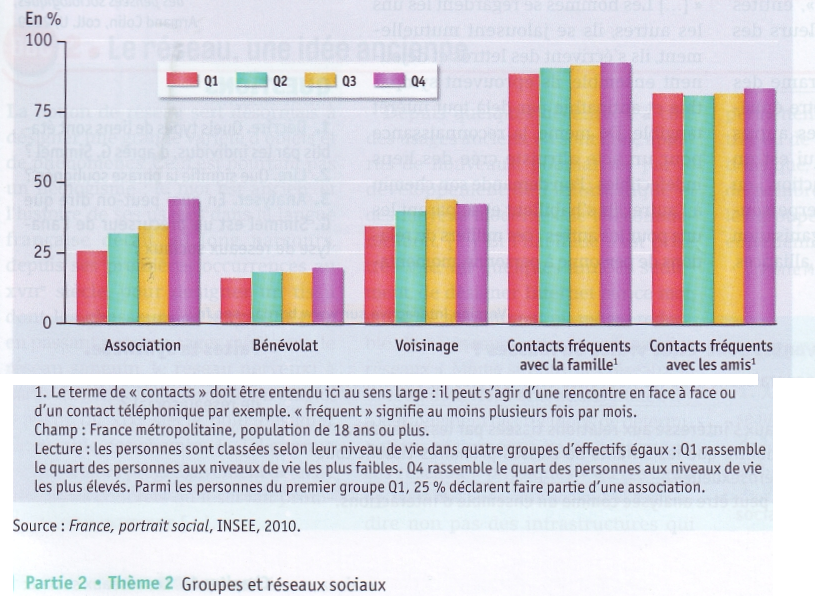 En %
100
75
50
25
0
Q1 Q2 Q3 Q4
Association Bénévolat Voisinage Contacts fréquents avec la famille¹ Contacts fréquents avec les amis¹
1. Le terme de « contacts » doit être entendu ici au sens large : il peut s’agir d’une rencontre en face à face ou
d’un contact téléphonique par exemple. « fréquent » signifie au moins plusieurs fois par mois.
Champ : France métropolitaine, population de 18 ans ou plus.
Lecture : les personnes sont classées selon leur niveau de vie dans quatre groupes d’effectifs égaux : Q1 rassemble
le quart des personnes aux niveaux de vie les plus faibles. Q4 rassemble le quart des personnes aux niveaux de vie
les plus élevés. Parmi les personnes du premier groupe Q1, 25 % déclarent faire partie d’une association.
Source : France, portrait social, INSEE, 2010.
Partie 2 • Thème 2 Groupes et réseaux sociaux